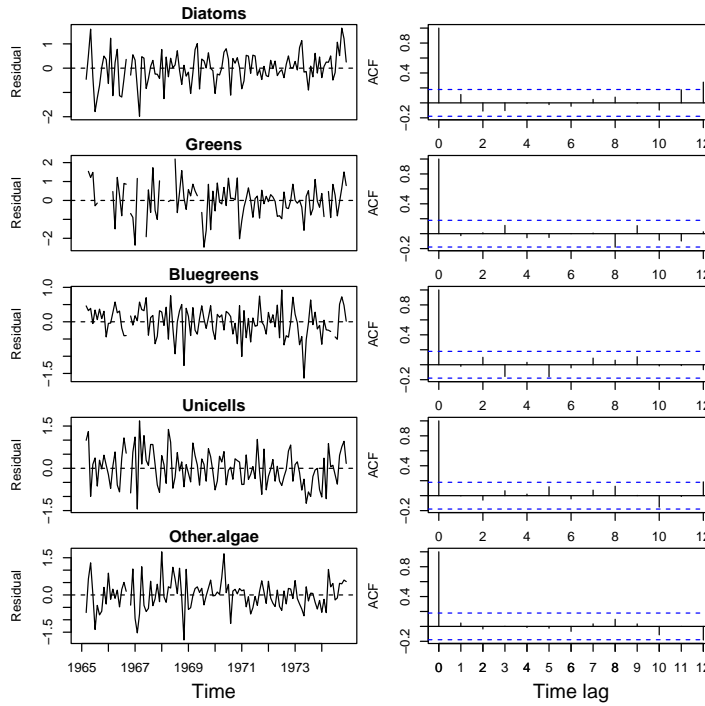 Diatoms
Residual
1
0
−2
ACF
0.8
0.4
−0.2
0 2 4 6 8 10 12
Greens
Residual
2
1
0
−2
ACF
0.8
0.4
−0.2
0 2 4 6 8 10 12
Bluegreens
Residual
1.0
0.0
−1.5
ACF
0.8
0.4
−0.2
0 2 4 6 8 10 12
Unicells
Residual
1.5
0.0
−1.5
ACF
0.8
0.4
−0.2
0 2 4 6 8 10 12
Other.algae
Residual
1.5
0.0
−1.5
ACF
0.8
0.4
−0.2
1965 1967 1969 1971 1973
0 1 2 3 4 5 6 7 8 9 10 11 12
Time
Time lag